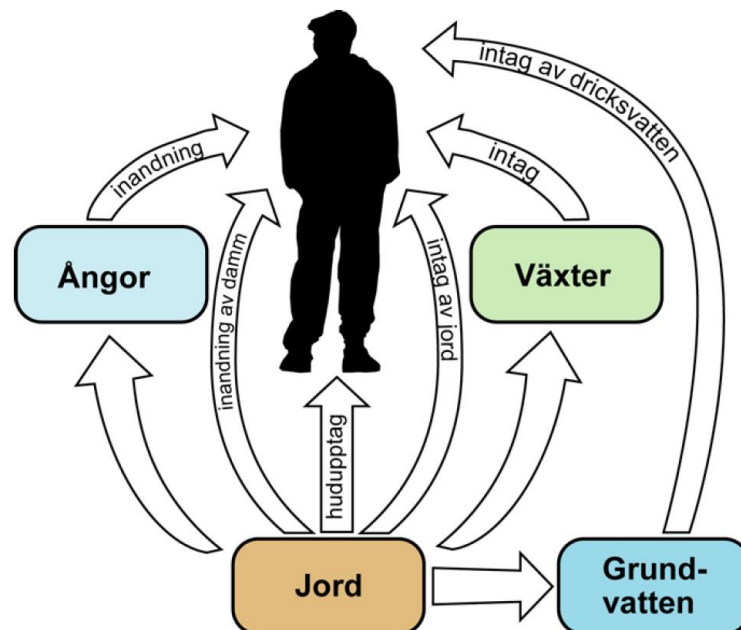 intag av dricksvatten
inandning
intag
Ångor
Växter
inandning av damm
intag av jord
hudupptag
Jord
Grund-
vatten